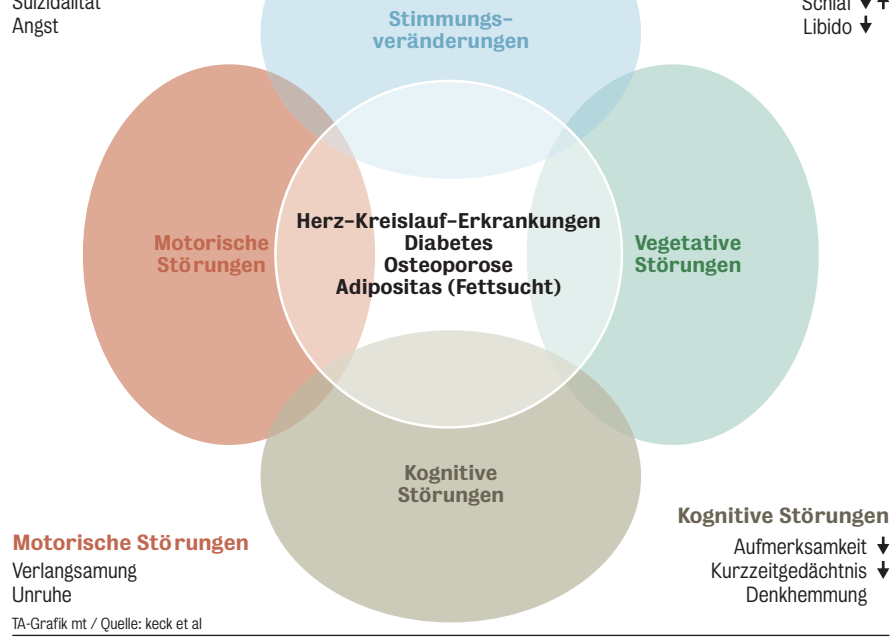 Suizidalität
Angst
Schlaf
Libido
Stimmungs-
veränderungen
Motorische
Störungen
Herz-Kreislauf-Erkrankungen
Diabetes
Osteoporose
Adipositas (Fettsucht)
Vegetative
Störungen
Kognitive
Störungen
Motorische Störungen
Verlangsamung
Unruhe
Kognitive Störungen
Aufmerksamkeit
Kurzzeitgedächtnis
Denkhemmung
TA-Grafik mt / Quelle: keck et al